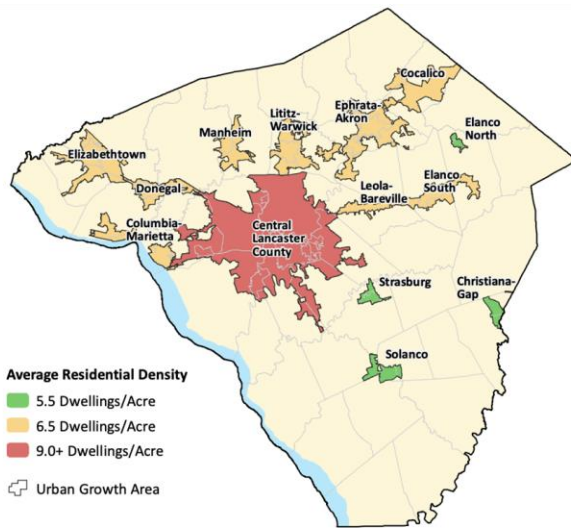 Cocalico
Ephrata-
Akron
Lititz-
Warwick
Manheim
Elanco
North
Elizabethtown
Donegal
Leola-
Bareville
Elanco
South
Columbia-
Marietta
Central
Lancaster
County
Strasburg
Christiana-
Gap
Solanco
Average Residential Density
5.5 Dwellings/Acre
6.5 Dwellings/Acre
9.0+ Dwellings/Acre
Urban Growth Area